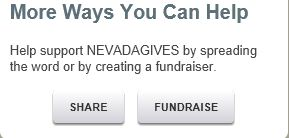 More Ways You Can Help
Help support NEVADAGIVES by spreading
the word or by creating a fundraiser.
SHARE FUNDRAISE